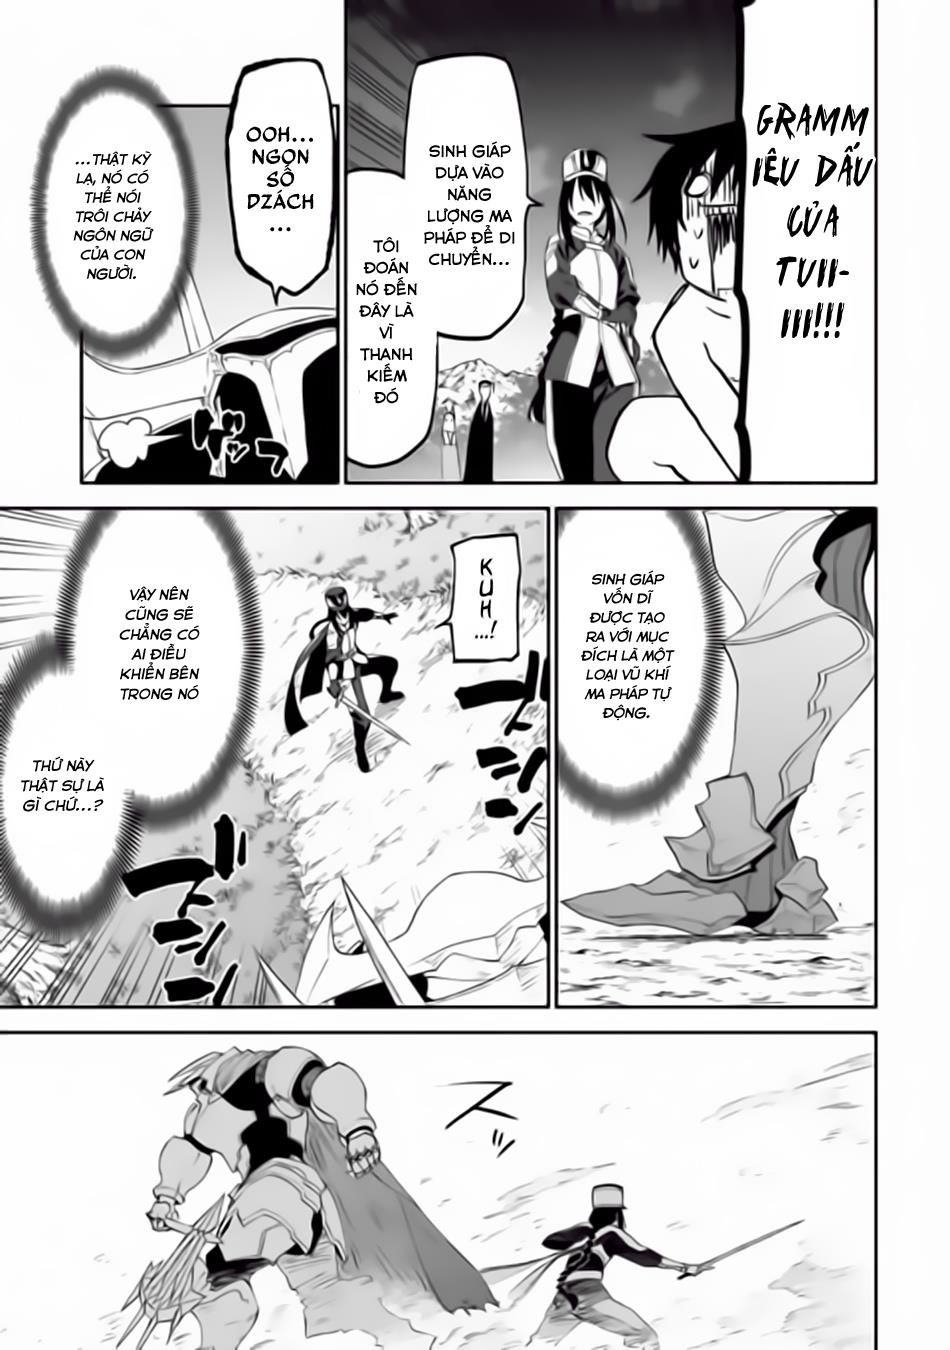 GRAMM
YÊU DẤU
CỦA
TUII-
III!!!
SINH GIÁP
DỰA VÀO
NĂNG
LƯỢNG MA
PHÁP ĐỂ DI
CHUYỂN...
TÔI
ĐOÁN
NÓ ĐẾN
ĐÂY LÀ
VÌ
THANH
KIẾM
ĐÓ
OOH...
NGON
SỐ
DZÁCH
...
...THẬT KỲ
LẠ, NÓ CÓ
THỂ NÓI
TRÔI CHẢY
NGÔN NGỮ
CỦA CON
NGƯỜI.
SINH GIÁP
VỐN DĨ
ĐƯỢC TẠO
RA VỚI MỤC
ĐÍCH LÀ MỘT
LOẠI VŨ KHÍ
MA PHÁP TỰ
ĐỘNG.
KUH
...!
VẬY NÊN
CŨNG SẼ
CHẲNG CÓ
AI ĐIỀU
KHIỂN BÊN
TRONG NÓ
THỨ NÀY
THẬT SỰ LÀ
GÌ CHỨ...?
ズン